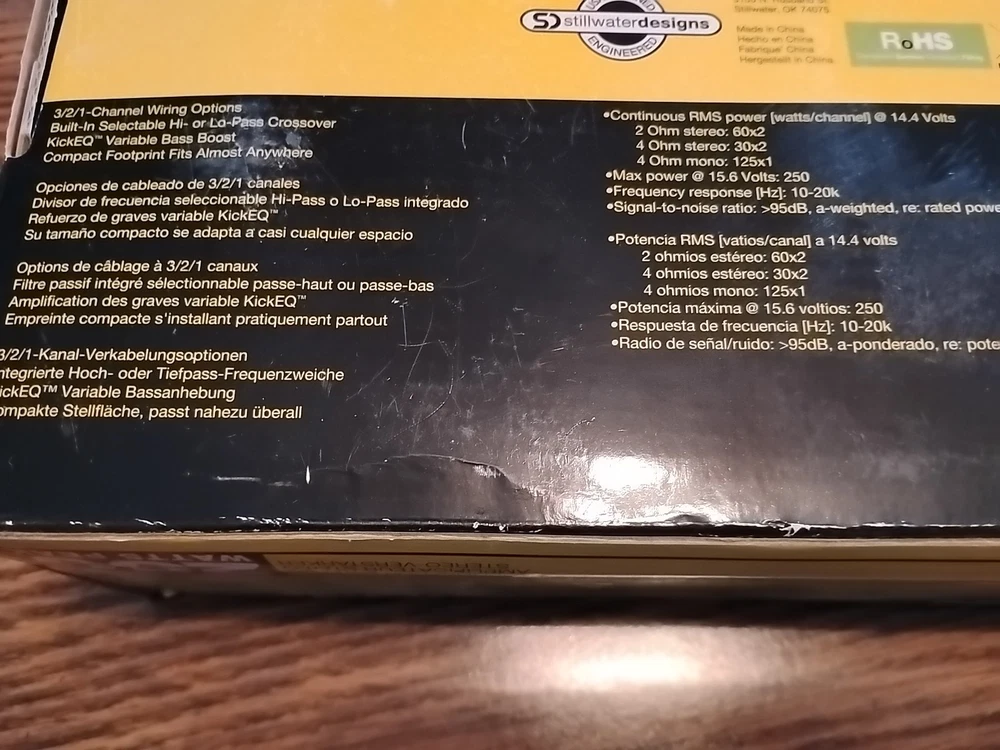 stillwaterdesigns
ENGINEERED
Stillwater, OK 74075
Made in China
Hecho en China
Fabriqué China
Hergestellt in China
RoHS
3/2/1-Channel Wiring Options
Built-In Selectable Hi- or Lo-Pass Crossover
KickEQ™ Variable Bass Boost
Compact Footprint Fits Almost Anywhere
Opciones de cableado de 3/2/1 canales
Divisor de frecuencia seleccionable Hi-Pass o Lo-Pass integrado
Refuerzo de graves variable KickEQ™
Su tamaño compacto se adapta a casi cualquier espacio
Options de câblage à 3/2/1 canaux
Filtre passif intégré sélectionnable passe-haut ou passe-bas
Amplification des graves variable KickEQ™
Empreinte compacte s'installant pratiquement partout
3/2/1-Kanal-Verkabelungsoptionen
ntegrierte Hoch- oder Tiefpass-Frequenzweiche
ickEQ™ Variable Bassanhebung
ompakte Stellfläche, passt nahezu überall
•Continuous RMS power [watts/channel] @ 14.4 Volts
2 Ohm stereo: 60x2
4 Ohm stereo: 30x2
4 Ohm mono: 125x1
•Max power @ 15.6 Volts: 250
•Frequency response [Hz]: 10-20k
•Signal-to-noise ratio: >95dB, a-weighted, re: rated powe
•Potencia RMS [vatios/canal] a 14.4 volts
2 ohmios estéreo: 60x2
4 ohmios estéreo: 30x2
4 ohmios mono: 125x1
•Potencia máxima @ 15.6 voltios: 250
•Respuesta de frecuencia [Hz]: 10-20k
•Radio de señal/ruido: >95dB, a-ponderado, re: pote
WATTS